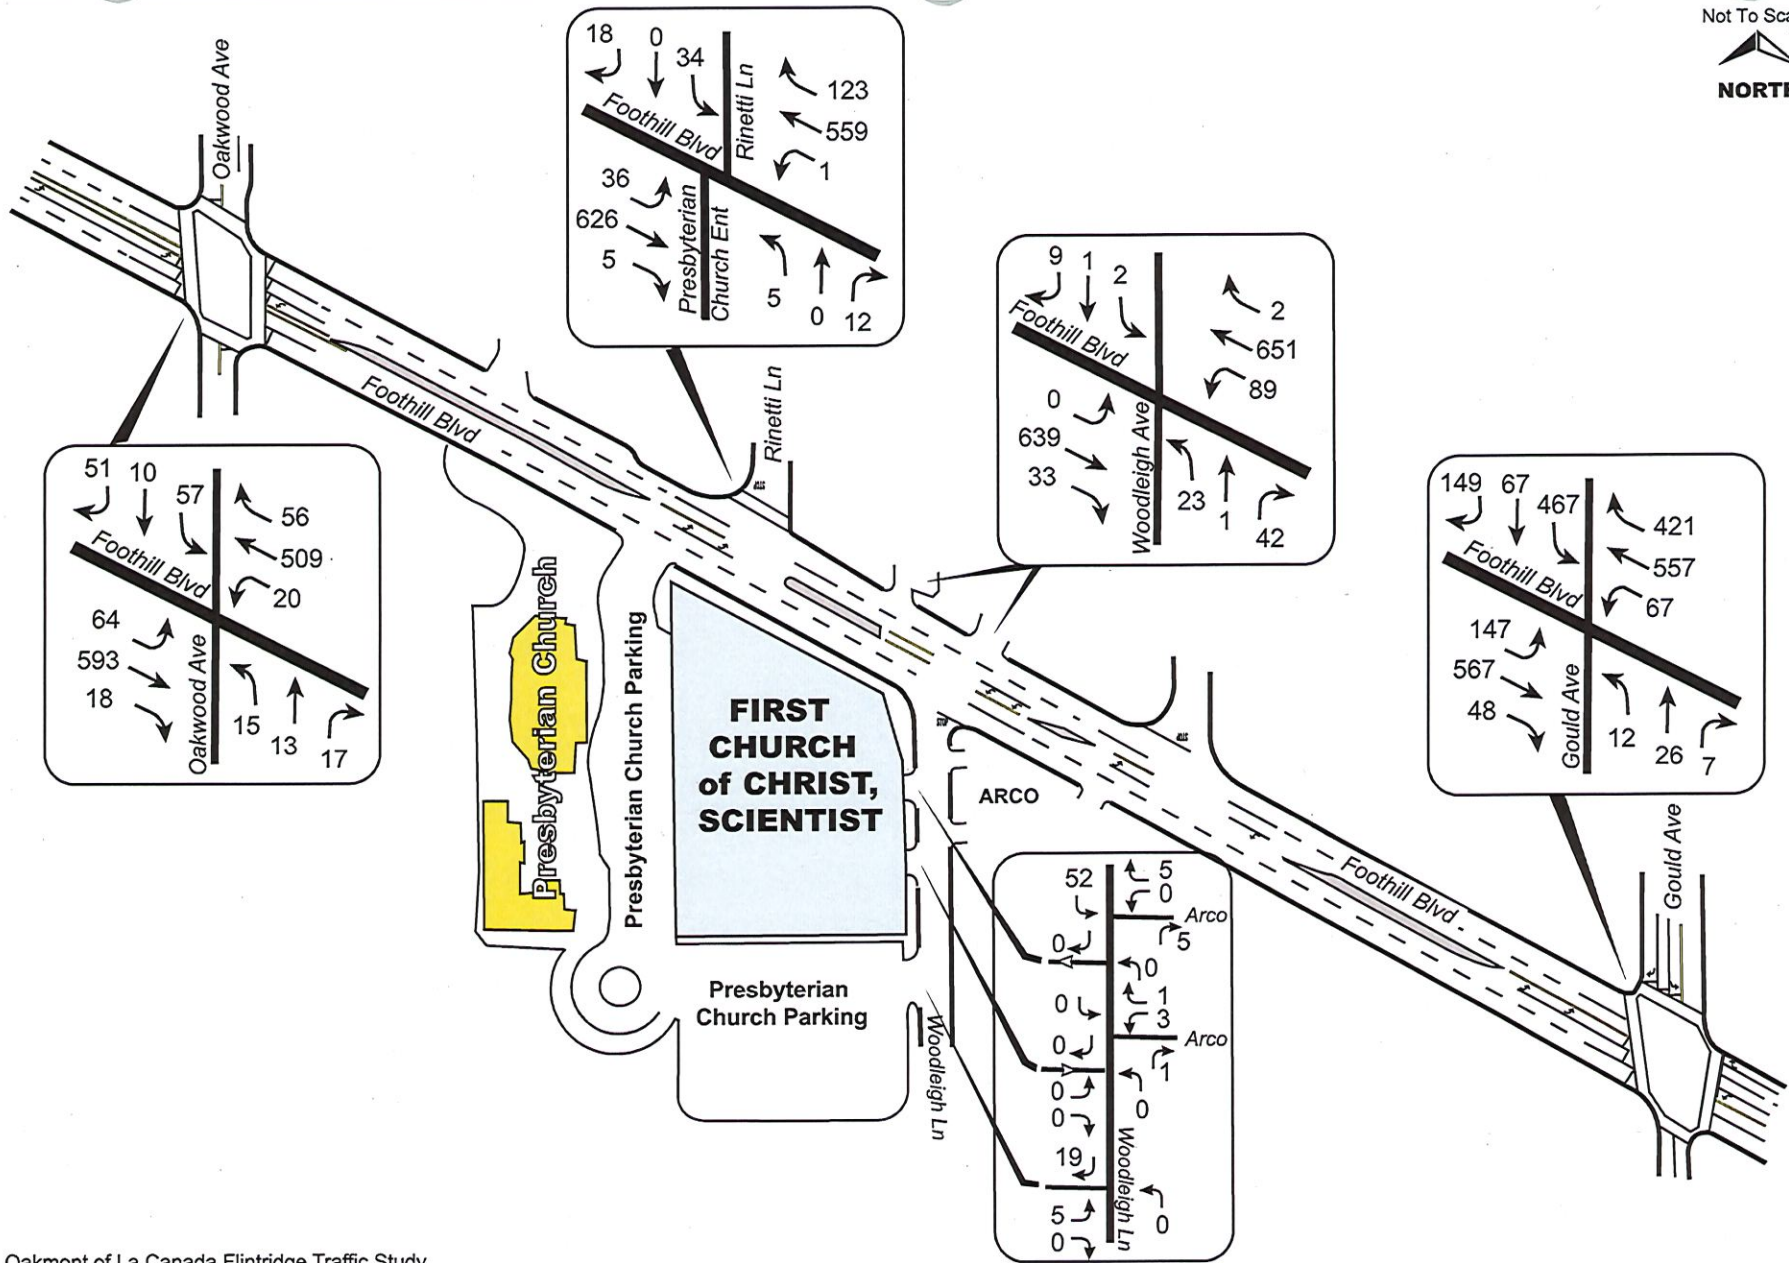 Not To Sca
NORTH
Oakwood Ave
18
0
34
Foothill Blvd
Rinetti Ln
123
559
1
36
626
5
Presbyterian
Church Ent
5
0
12
9
1
2
Foothill Blvd
2
651
89
0
639
33
Woodleigh Ave
23
1
42
Foothill Blvd
Rinetti Ln
51
10
57
Foothill Blvd
56
509
20
64
593
18
Oakwood Ave
15
13
17
149
67
467
Foothill Blvd
421
557
67
147
567
48
Gould Ave
12
26
7
Presbyterian Church
Presbyterian Church Parking
FIRST
CHURCH
of CHRIST,
SCIENTIST
ARCO
Foothill Blvd
Gould Ave
Presbyterian
Church Parking
Woodleigh Ln
52
5
0
Arco
5
0
0
0
1
3
Arco
0
1
0
0
0
19
Woodleigh Ln
5
0
0
Oakmont of La Canada Flintridge Traffic Study